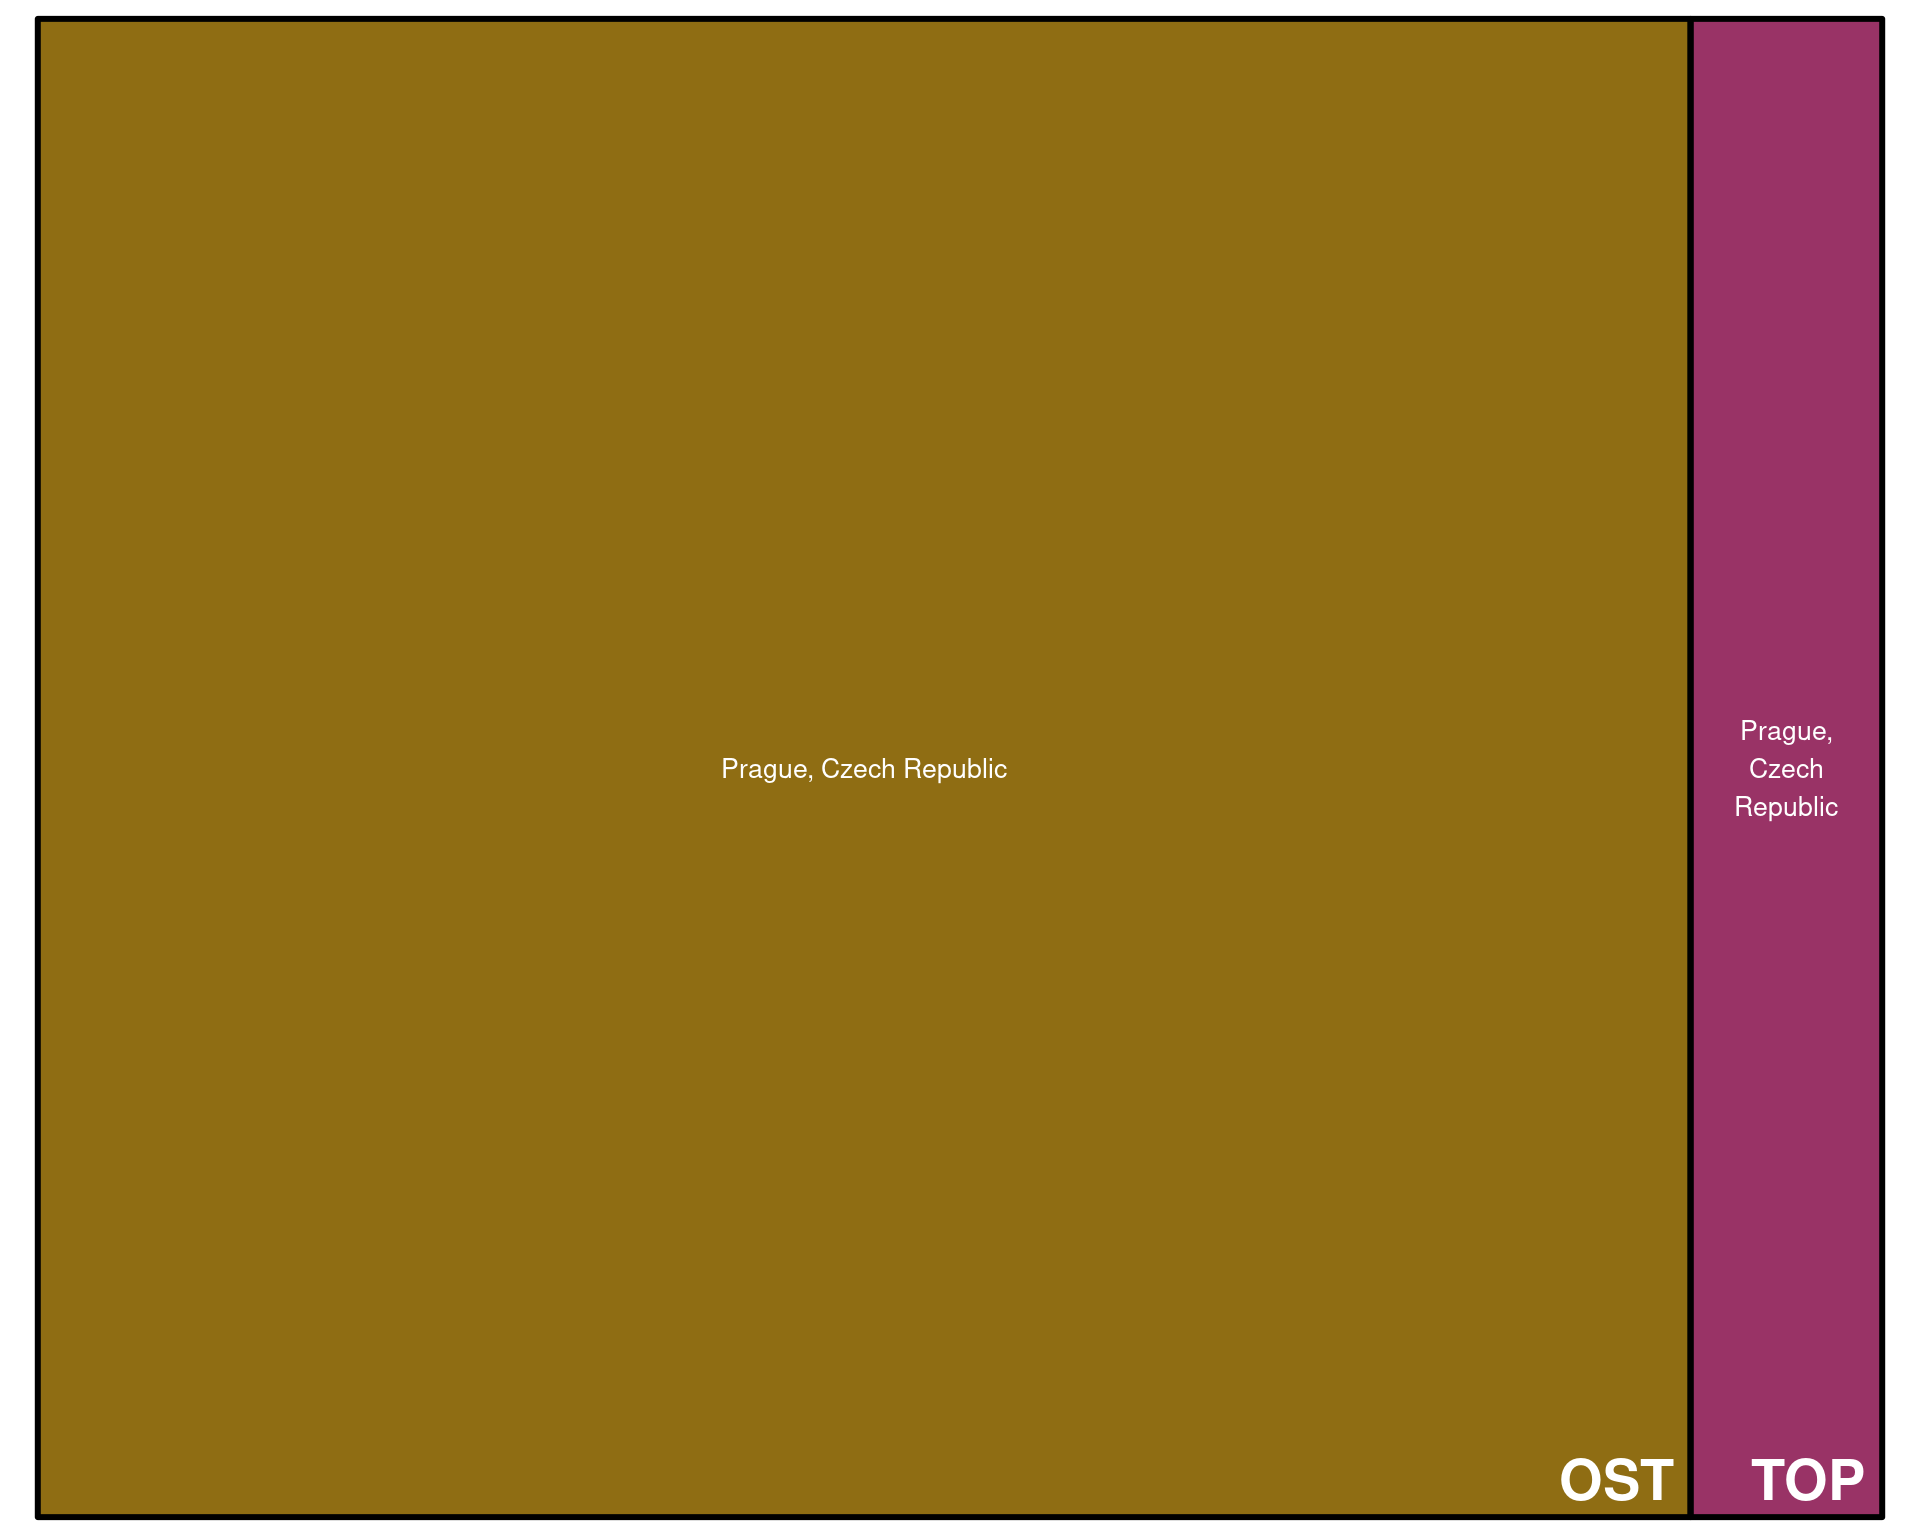 Prague, Czech Republic
OST
Prague,
Czech
Republic
TOP